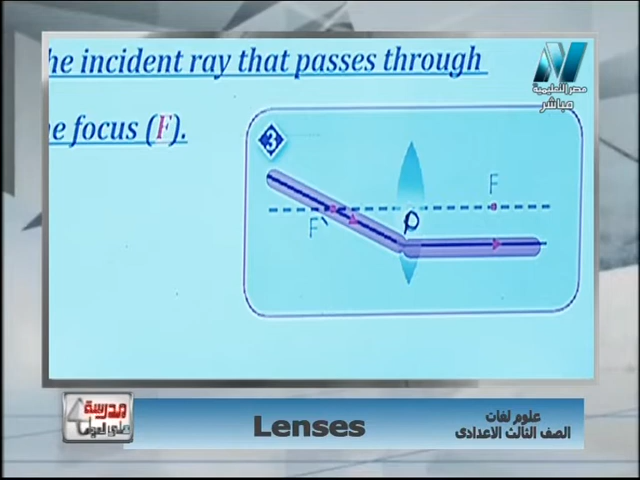 he incident ray that passes through
e focus (F).
مصر التعليمية
مباشر
3
F
F`
P
Lenses
علوم لغات
الصف الثالث الاعدادى
مدرسة
على الهواء